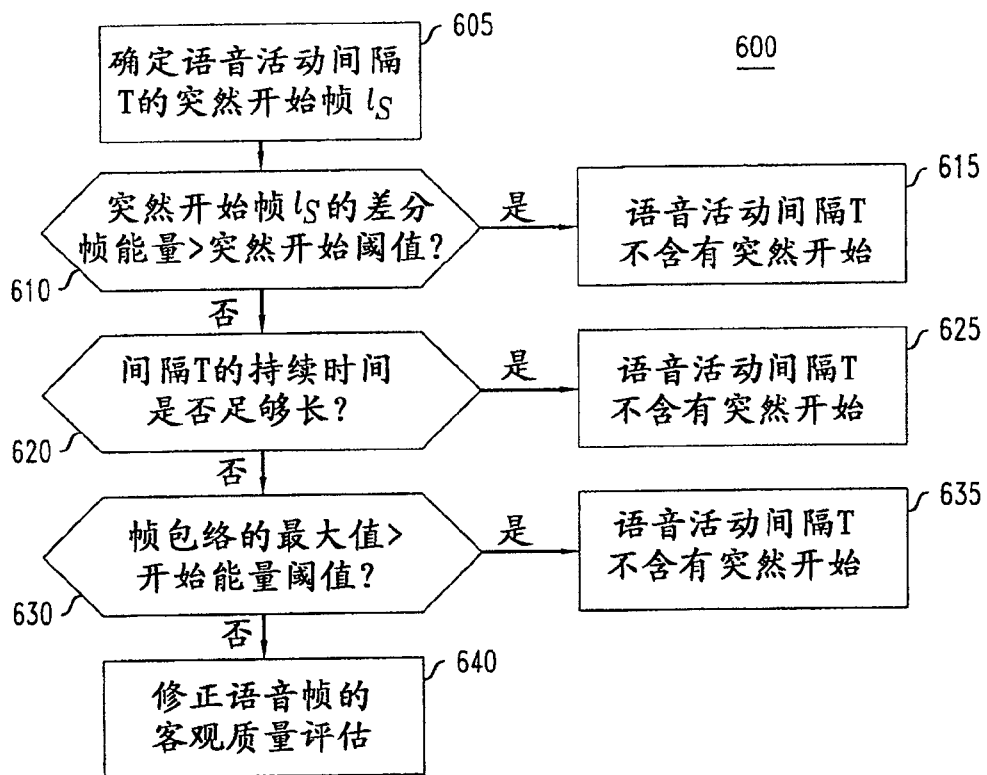 605
600
确定语音活动间隔
T的突然开始帧 lS
615
突然开始帧lS的差分
帧能量>突然开始阈值?
是
语音活动间隔T
不含有突然开始
610
否
625
间隔T的持续时间
是否足够长?
是
语音活动间隔T
不含有突然开始
620
否
635
帧包络的最大值>
开始能量阈值?
是
语音活动间隔T
不含有突然开始
630
否
640
修正语音帧的
客观质量评估